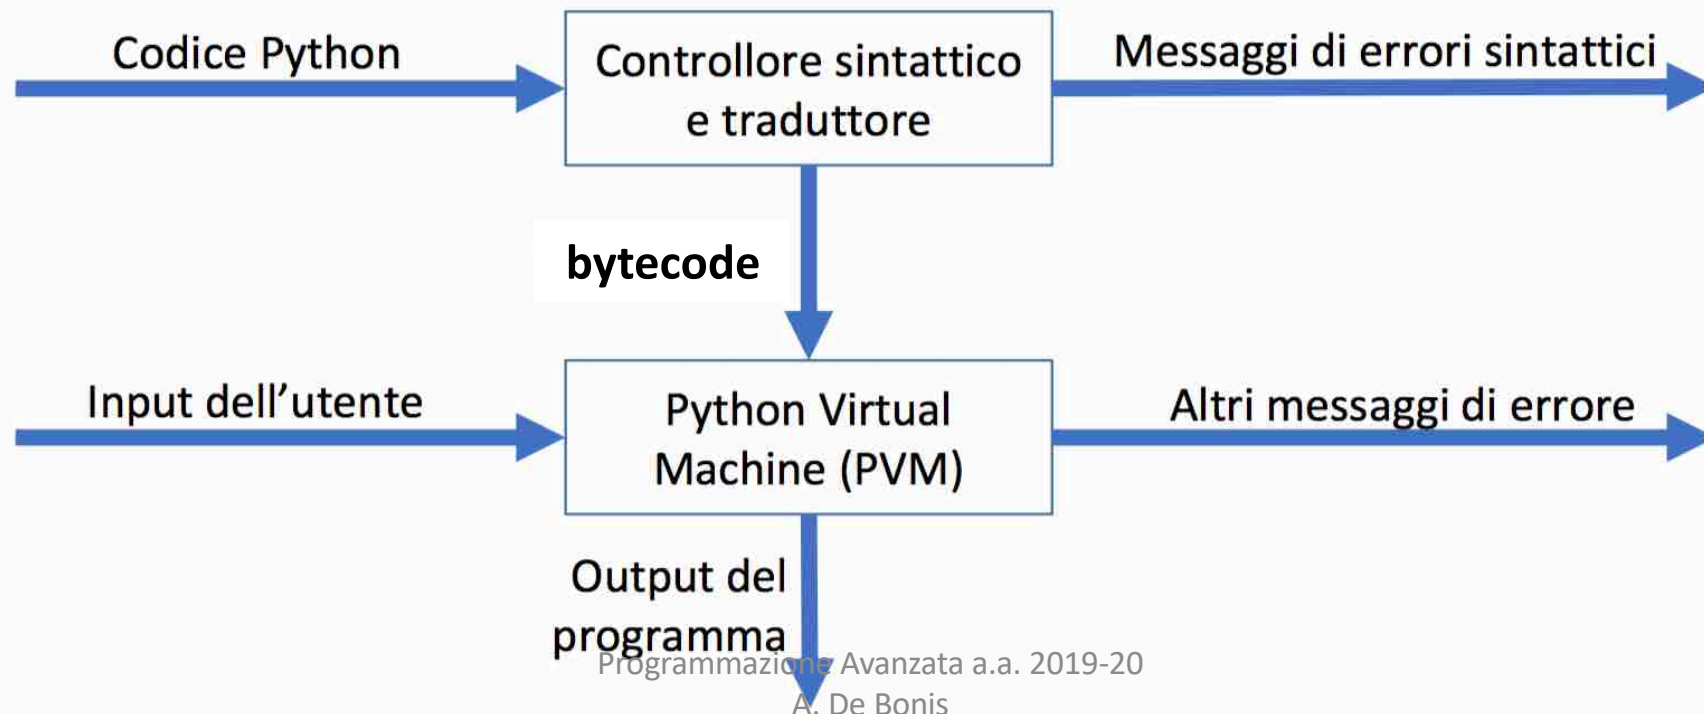 Codice Python
Controllore sintattico
e traduttore
Messaggi di errori sintattici
bytecode
Input dell’utente
Python Virtual
Machine (PVM)
Altri messaggi di errore
Output del
programma
Programmazione Avanzata a.a. 2019-20
A. De Bonis